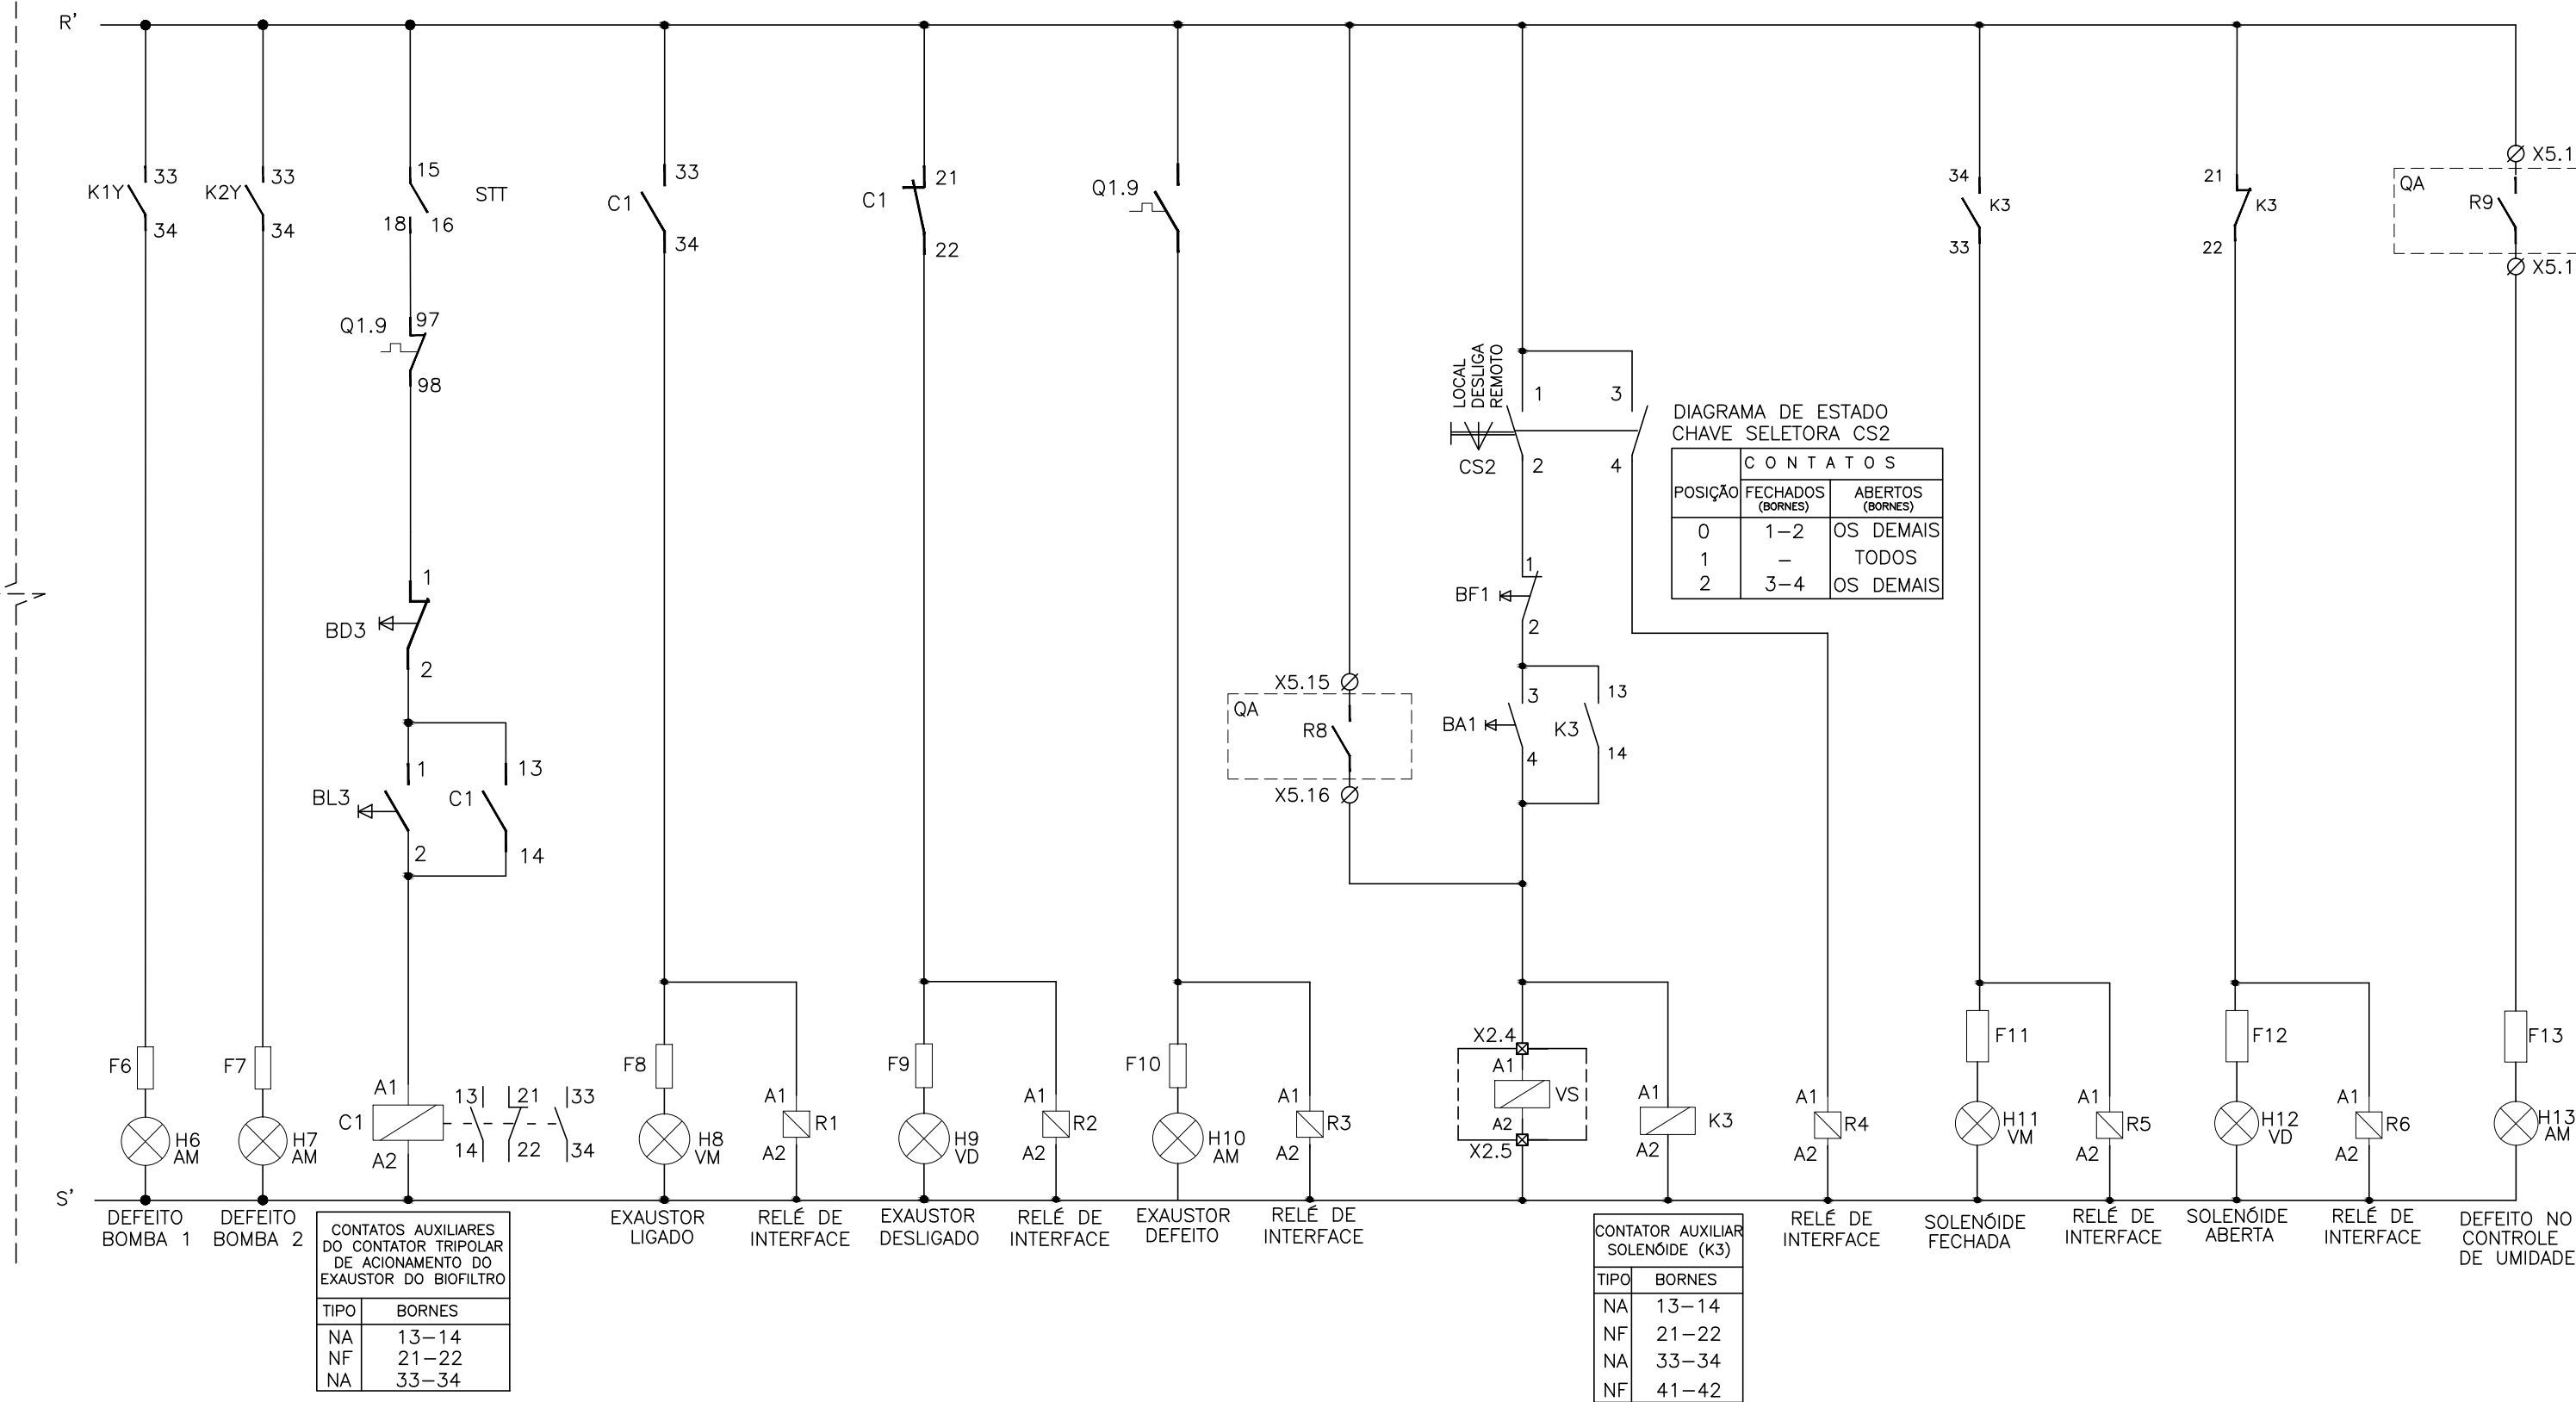 R'
K1Y
33
34
K2Y
33
34
15
STT
18
16
Q1.9
97
98
BD3
1
2
BL3
1
2
C1
13
14
C1
33
34
C1
21
22
Q1.9
X5.15
QA
R8
X5.16
LOCAL
DESLIGA
REMOTO
CS2
1
2
3
4
DIAGRAMA DE ESTADO
CHAVE SELETORA CS2
CONTATOS
POSIÇÃO
FECHADOS
(BORNES)
ABERTOS
(BORNES)
0 1-2 OS DEMAIS
1 - TODOS
2 3-4 OS DEMAIS
BF1
1
2
BA1
3
4
K3
13
14
34
K3
33
21
K3
22
X5.1
QA
R9
X5.1
F6
H6
AM
F7
H7
AM
A1
C1
A2
13
14
21
22
33
34
F8
H8
VM
A1
R1
A2
F9
H9
VD
A1
R2
A2
F10
H10
AM
A1
R3
A2
X2.4
A1
VS
A2
X2.5
A1
K3
A2
A1
R4
A2
F11
H11
VM
A1
R5
A2
F12
H12
VD
A1
R6
A2
F13
H13
AM
S'
DEFEITO
BOMBA 1
DEFEITO
BOMBA 2
CONTATOS AUXILIARES
DO CONTATOR TRIPOLAR
DE ACIONAMENTO DO
EXAUSTOR DO BIOFILTRO
TIPO BORNES
NA 13-14
NF 21-22
NA 33-34
EXAUSTOR
LIGADO
RELÉ DE
INTERFACE
EXAUSTOR
DESLIGADO
RELÉ DE
INTERFACE
EXAUSTOR
DEFEITO
RELÉ DE
INTERFACE
CONTATOR AUXILIAR
SOLENÓIDE (K3)
TIPO BORNES
NA 13-14
NF 21-22
NA 33-34
NF 41-42
RELÉ DE
INTERFACE
SOLENÓIDE
FECHADA
RELÉ DE
INTERFACE
SOLENÓIDE
ABERTA
RELÉ DE
INTERFACE
DEFEITO NO
CONTROLE
DE UMIDADE